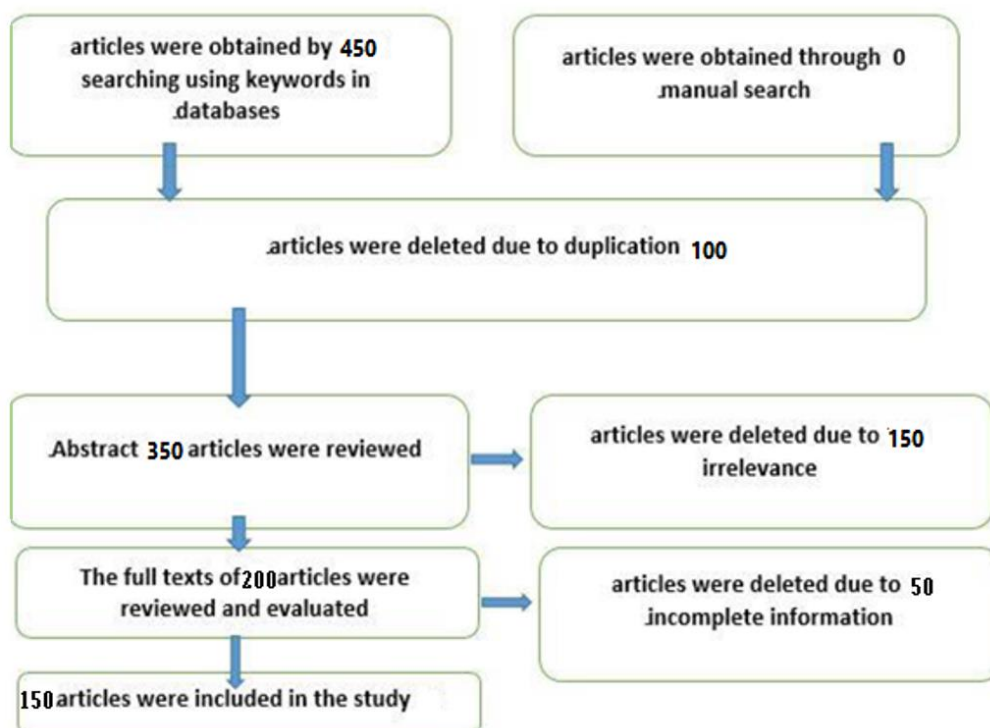 articles were obtained by 450
searching using keywords in
.databases
articles were obtained through 0
.manual search
.articles were deleted due to duplication 100
.Abstract 350 articles were reviewed
articles were deleted due to 150
irrelevance
The full texts of 200 articles were
reviewed and evaluated
articles were deleted due to 50
.incomplete information
150 articles were included in the study